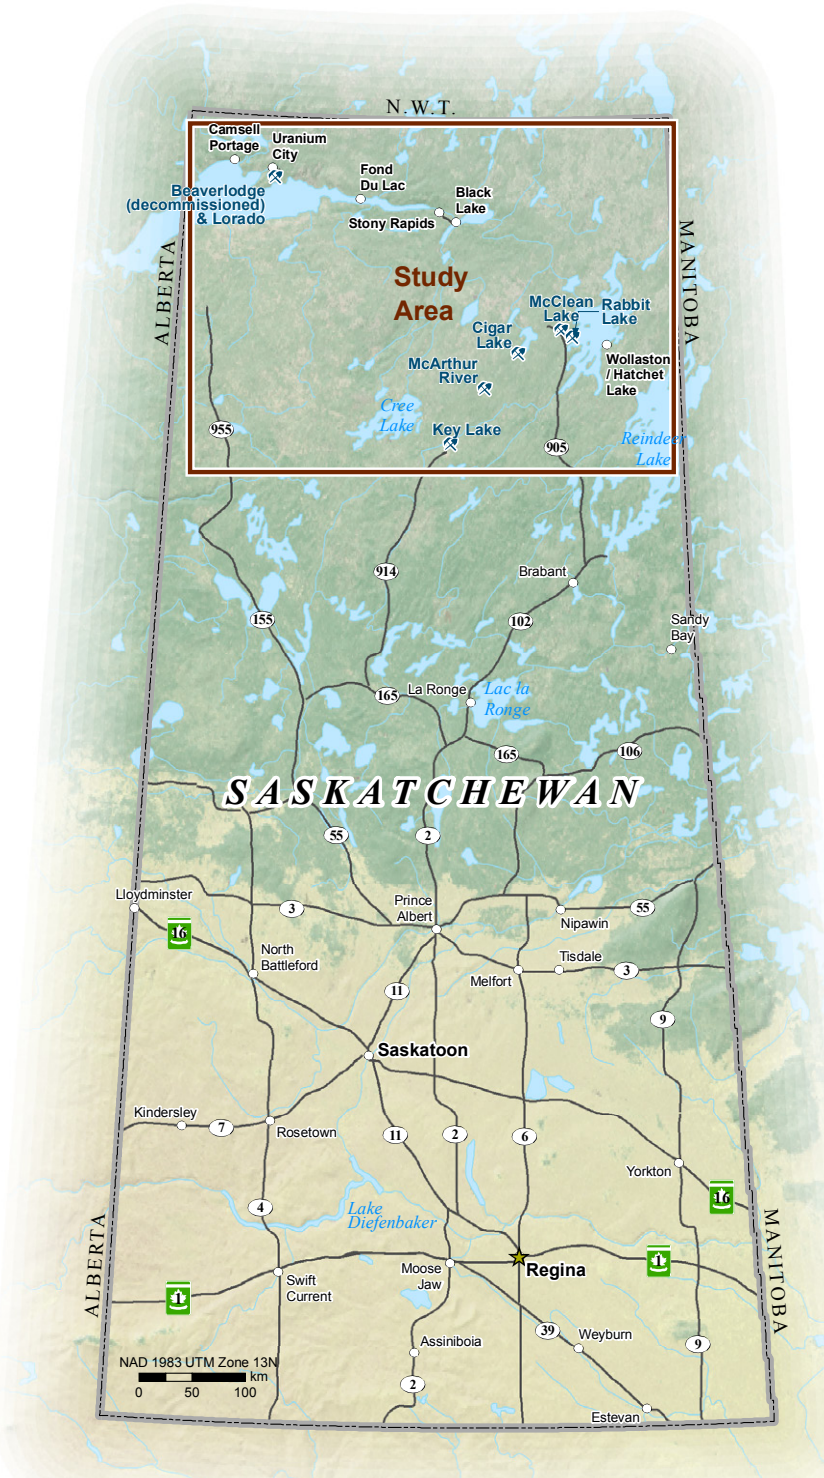 N.W.T.
Camsell
Portage
Uranium
City
Fond
Du Lac
Beaverlodge
(decommissioned)
& Lorado
Black
Lake
Stony Rapids
ALBERTA
MANITOBA
Study
Area
McClean
Lake
Rabbit
Lake
Cigar
Lake
Wollaston
/ Hatchet
Lake
McArthur
River
Cree
Lake
Key Lake
955
905
Reindeer
Lake
914
Brabant
155
102
Sandy
Bay
165
La Ronge
Lac la
Ronge
165
106
SASKATCHEWAN
55
2
Lloydminster
3
Prince
Albert
55
Nipawin
16
North
Battleford
Tisdale
Melfort
3
11
9
Saskatoon
Kindersley
7
Rosetown
11
2
6
Yorkton
16
4
Lake
Diefenbaker
ALBERTA
MANITOBA
1
Swift
Current
Moose
Jaw
Regina
1
39
Weyburn
9
Assiniboia
2
Estevan
NAD 1983 UTM Zone 13N
km
0 50 100